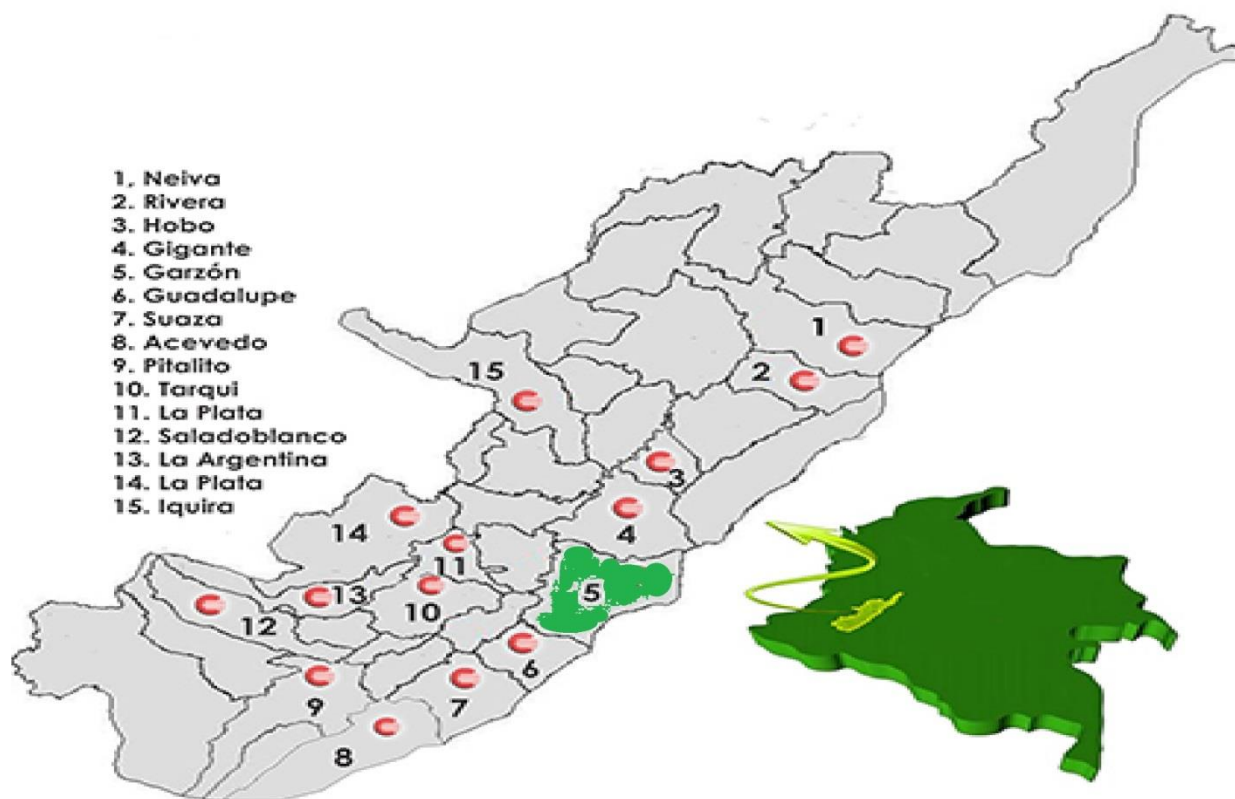 1, Neiva
2. Rivera
3. Hobo
4. Gigante
5. Garzón
6. Guadalupe
7. Suaza
8. Acevedo
9. Pitalito
10. Tarqui
11. La Plata
12. Saladoblanco
13. La Argentina
14. La Plata
15. Iquira
1
2
15
3
4
14
11
5
13
10
12
6
9
7
8